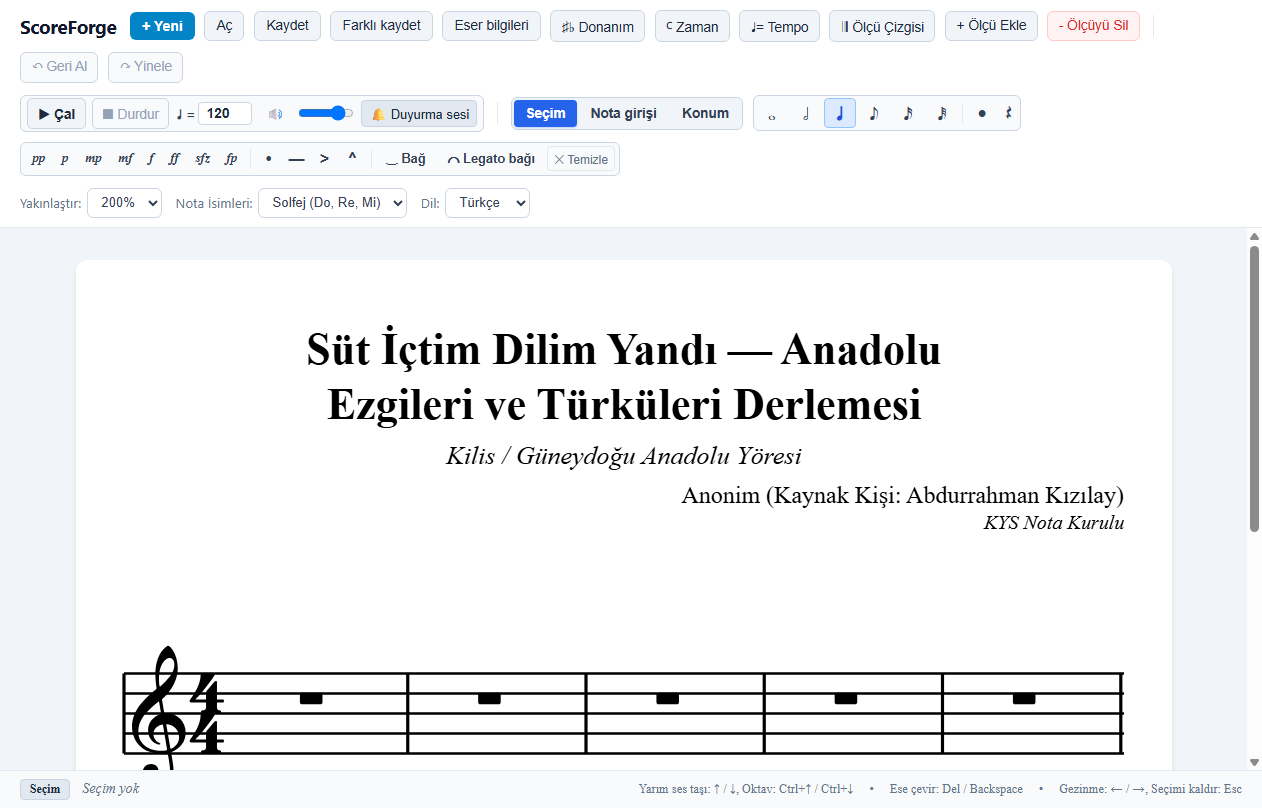 ScoreForge + Yeni Aç Kaydet Farklı kaydet Eser bilgileri ♯♭ Donanım C Zaman ♩= Tempo Ölçü Çizgisi + Ölçü Ekle - Ölçüyü Sil
↶ Geri Al ↷ Yinele
▶ Çal ■ Durdur ♩ = 120 🔊 🔔 Duyurma sesi Seçim Nota girişi Konum
pp p mp mf f ff sfz fp • — > ^ Bağ Legato bağı × Temizle
Yakınlaştır: 200% Nota İsimleri: Solfej (Do, Re, Mi) Dil: Türkçe
Süt İçtim Dilim Yandı — Anadolu
Ezgileri ve Türküleri Derlemesi
Kilis / Güneydoğu Anadolu Yöresi
Anonim (Kaynak Kişi: Abdurrahman Kızılay)
KYS Nota Kurulu
4
4
Seçim Seçim yok Yarım ses taşı: ↑ / ↓, Oktav: Ctrl+↑ / Ctrl+↓ • Ese çevir: Del / Backspace • Gezinme: ← / →, Seçimi kaldır: Esc